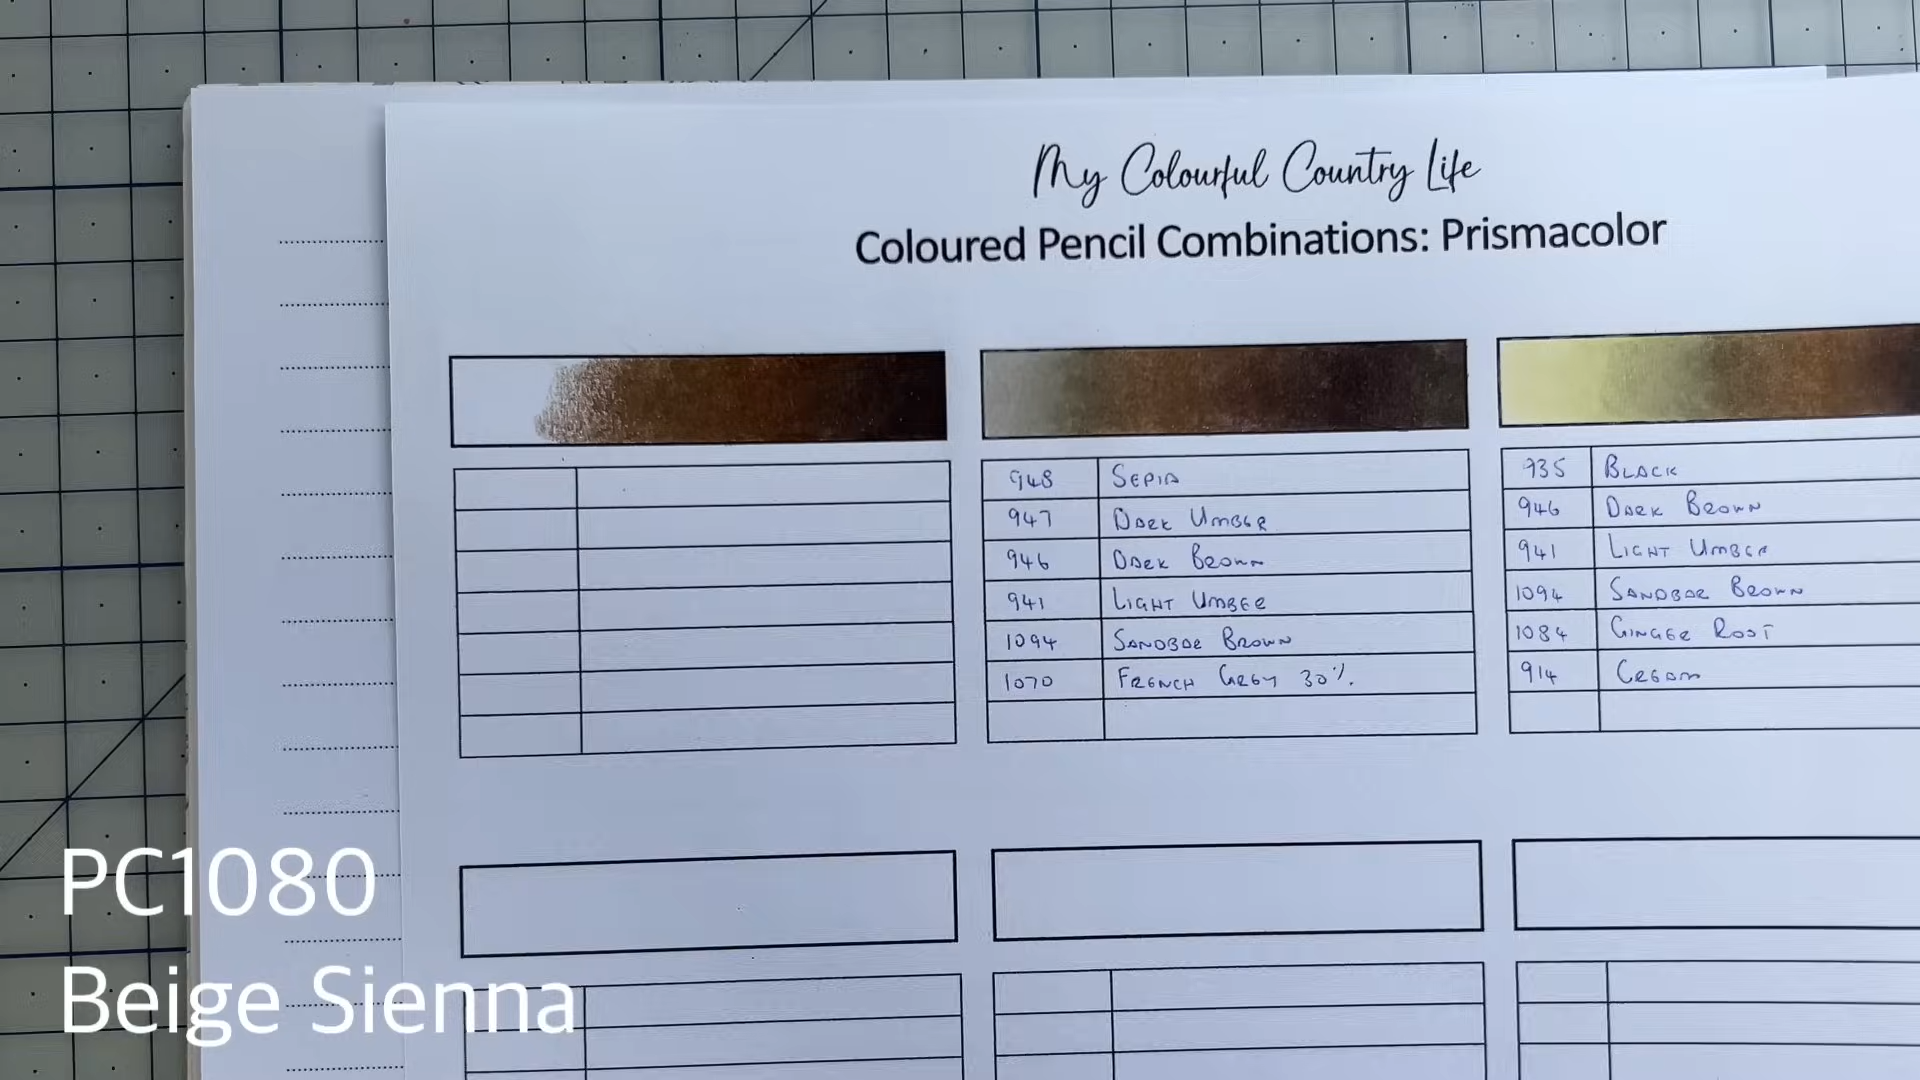 My Colourful Country Life
Coloured Pencil Combinations: Prismacolor
948 SEPIA
947 DARK UMBER
946 DARK BROWN
941 LIGHT UMBER
1094 SANDBAR BROWN
1070 FRENCH GREY 30%.
935 BLACK
946 DARK BROWN
941 LIGHT UMBER
1094 SANDBAR BROWN
1084 GINGER ROOT
914 CREAM
PC1080
Beige Sienna